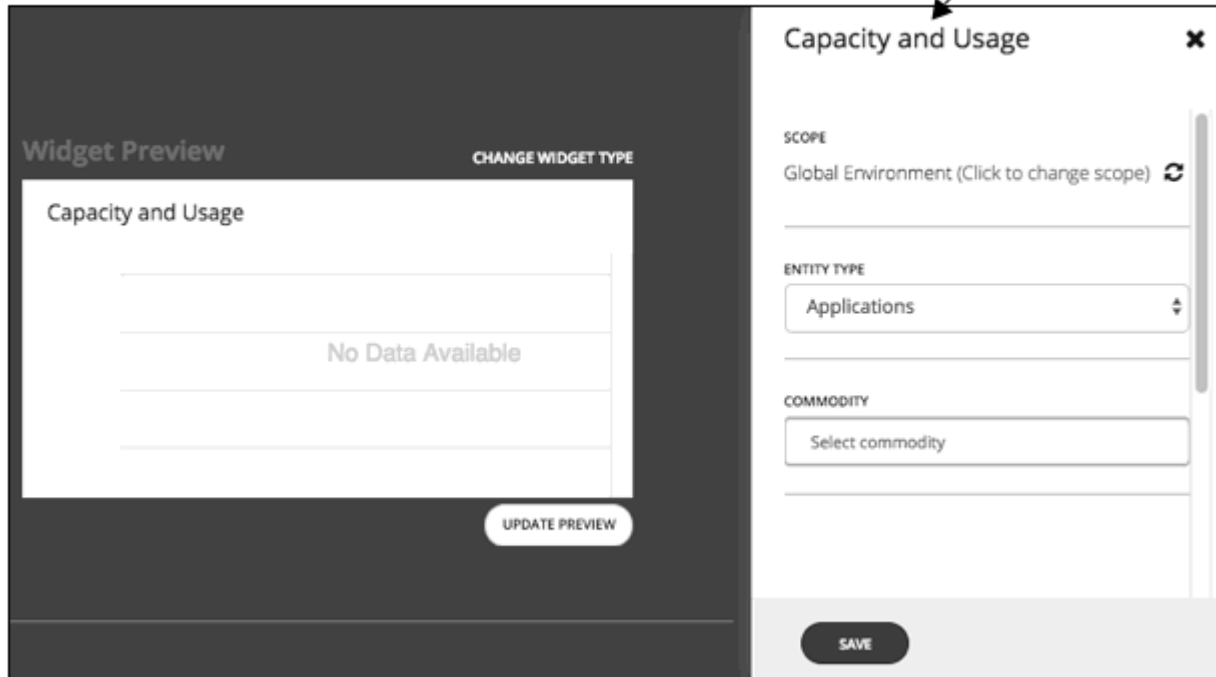 Widget Preview
CHANGE WIDGET TYPE
Capacity and Usage
No Data Available
UPDATE PREVIEW
Capacity and Usage
SCOPE
Global Environment (Click to change scope)
ENTITY TYPE
Applications
COMMODITY
Select commodity
SAVE